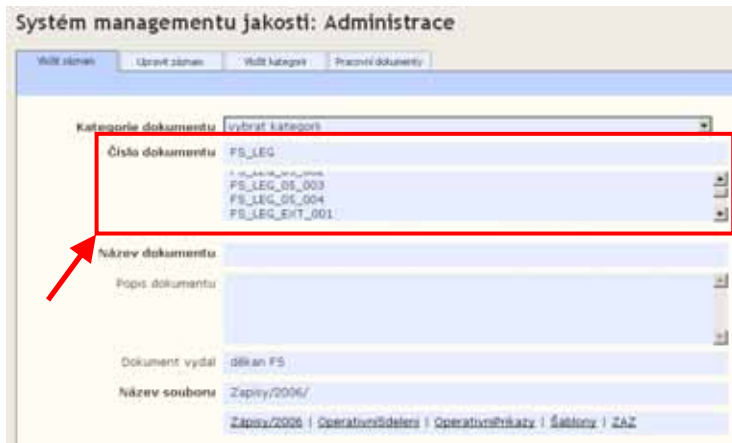 Systém managementu jakosti: Administrace
Vložit záznam Upravit záznam Vložit kategorii Pracovní dokumenty
Kategorie dokumentu vybrat kategorii
Číslo dokumentu FS_LEG
FS_LEG_05_002
FS_LEG_05_003
FS_LEG_05_004
FS_LEG_EXT_001
Název dokumentu
Popis dokumentu
Dokument vydal děkan FS
Název souboru Zapisy/2006/
Zápisy/2006 | OperativniSdeleni | OperativniPrikazy | Šablony | ZAZ